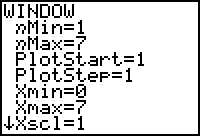 WINDOW
nMin=1
nMax=7
PlotStart=1
PlotStep=1
Xmin=0
Xmax=7
↓Xscl=1